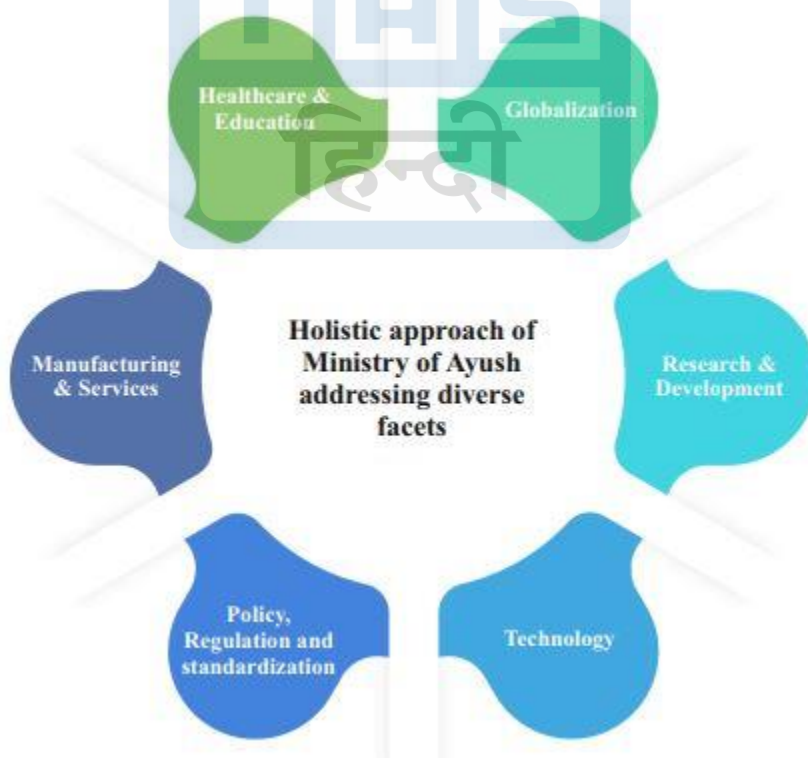 IAS
हिन्दी
Healthcare &
Education
Globalization
Holistic approach of
Ministry of Ayush
addressing diverse
facets
Manufacturing
& Services
Research &
Development
Policy,
Regulation and
standardization
Technology